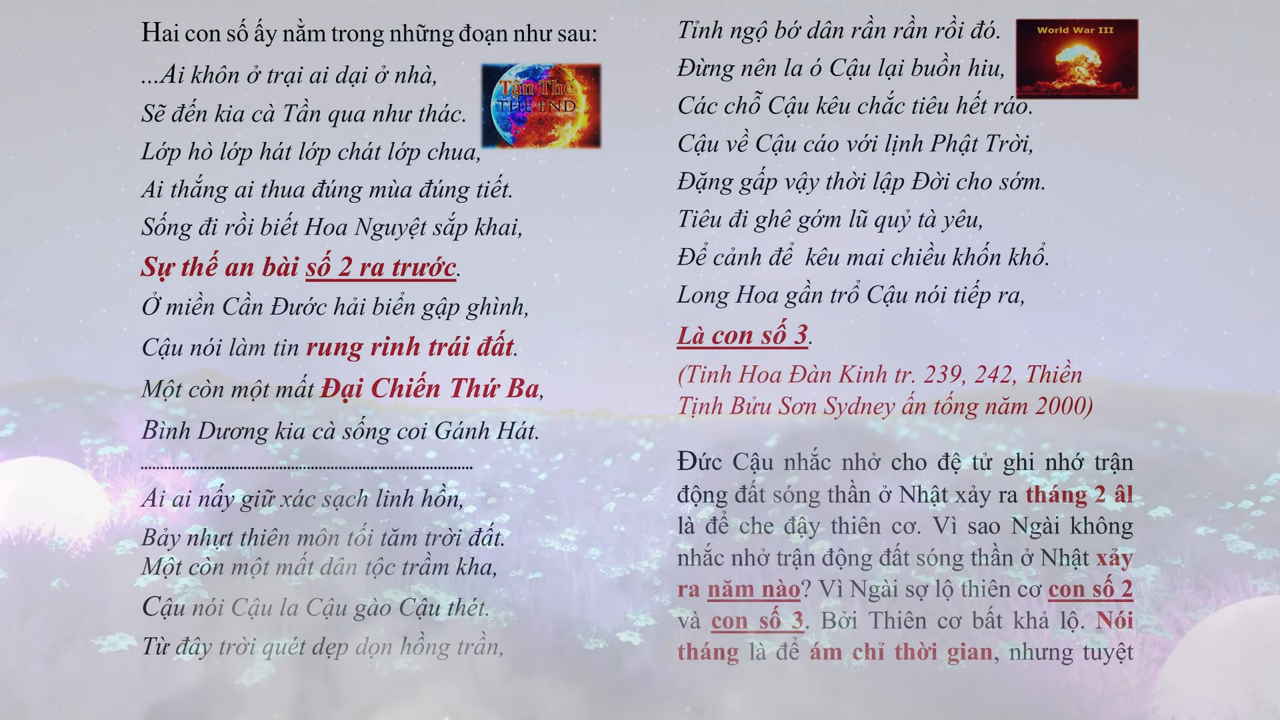 Hai con số ấy nằm trong những đoạn như sau:
...Ai khôn ở trại ai dại ở nhà,
Sẽ đến kia cà Tần qua như thác.
Lớp hò lớp hát lớp chát lớp chua,
Ai thắng ai thua đúng mùa đúng tiết.
Sống đi rồi biết Hoa Nguyệt sắp khai,
Sự thế an bài số 2 ra trước.
Ở miền Cần Đước hải biển gập ghình,
Cậu nói làm tin rung rinh trái đất.
Một còn một mất Đại Chiến Thứ Ba,
Bình Dương kia cà sống coi Gánh Hát.
Ai ai nấy giữ xác sạch linh hồn,
Bảy nhựt thiên môn tối tăm trời đất.
Một còn một mất dân tộc trầm kha,
Cậu nói Cậu la Cậu gào Cậu thét.
Từ đây trời quét dẹp dọn hồng trần,
Tận Thế
THE END
Tỉnh ngộ bớ dân rần rần rồi đó.
Đừng nên la ó Cậu lại buồn hiu,
Các chỗ Cậu kêu chắc tiêu hết ráo.
Cậu về Cậu cáo với lịnh Phật Trời,
Đặng gấp vậy thời lập Đời cho sớm.
Tiêu đi ghê gớm lũ quỷ tà yêu,
Để cảnh để kêu mai chiều khốn khổ.
Long Hoa gần trổ Cậu nói tiếp ra,
Là con số 3.
(Tinh Hoa Đàn Kinh tr. 239, 242, Thiền
Tịnh Bửu Sơn Sydney ấn tống năm 2000)
World War III
Đức Cậu nhắc nhở cho đệ tử ghi nhớ trận
động đất sóng thần ở Nhật xảy ra tháng 2 âl
là để che đậy thiên cơ. Vì sao Ngài không
nhắc nhở trận động đất sóng thần ở Nhật xảy
ra năm nào? Vì Ngài sợ lộ thiên cơ con số 2
và con số 3. Bởi Thiên cơ bất khả lộ. Nói
tháng là để ám chỉ thời gian, nhưng tuyệt